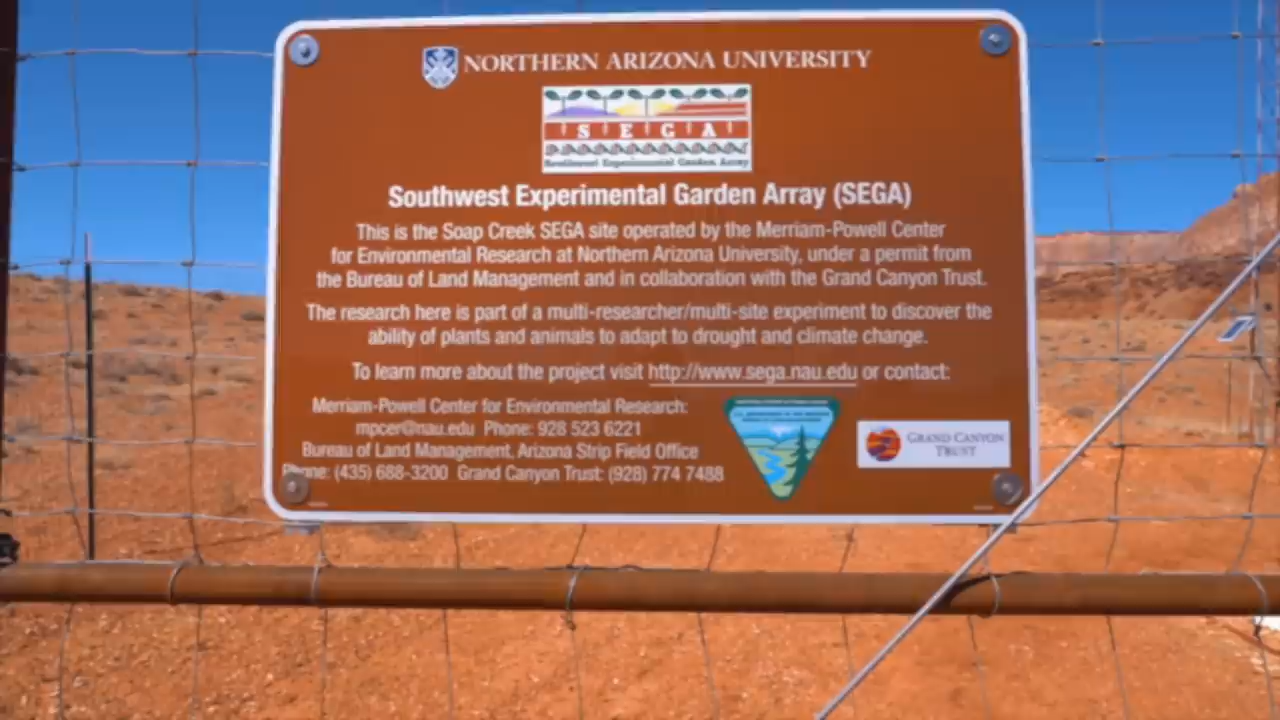 NORTHERN ARIZONA UNIVERSITY
SEGA
Southwest Experimental Garden Array
Southwest Experimental Garden Array (SEGA)
This is the Soap Creek SEGA site operated by the Merriam-Powell Center
for Environmental Research at Northern Arizona University, under a permit from
the Bureau of Land Management and in collaboration with the Grand Canyon Trust.
The research here is part of a multi-researcher/multi-site experiment to discover the
ability of plants and animals to adapt to drought and climate change.
To learn more about the project visit http://www.sega.nau.edu or contact:
Merriam-Powell Center for Environmental Research:
mpcer@nau.edu Phone: 928 523 6221
Bureau of Land Management, Arizona Strip Field Office
Phone: (435) 688-3200 Grand Canyon Trust: (928) 774 7488
GRAND CANYON
TRUST